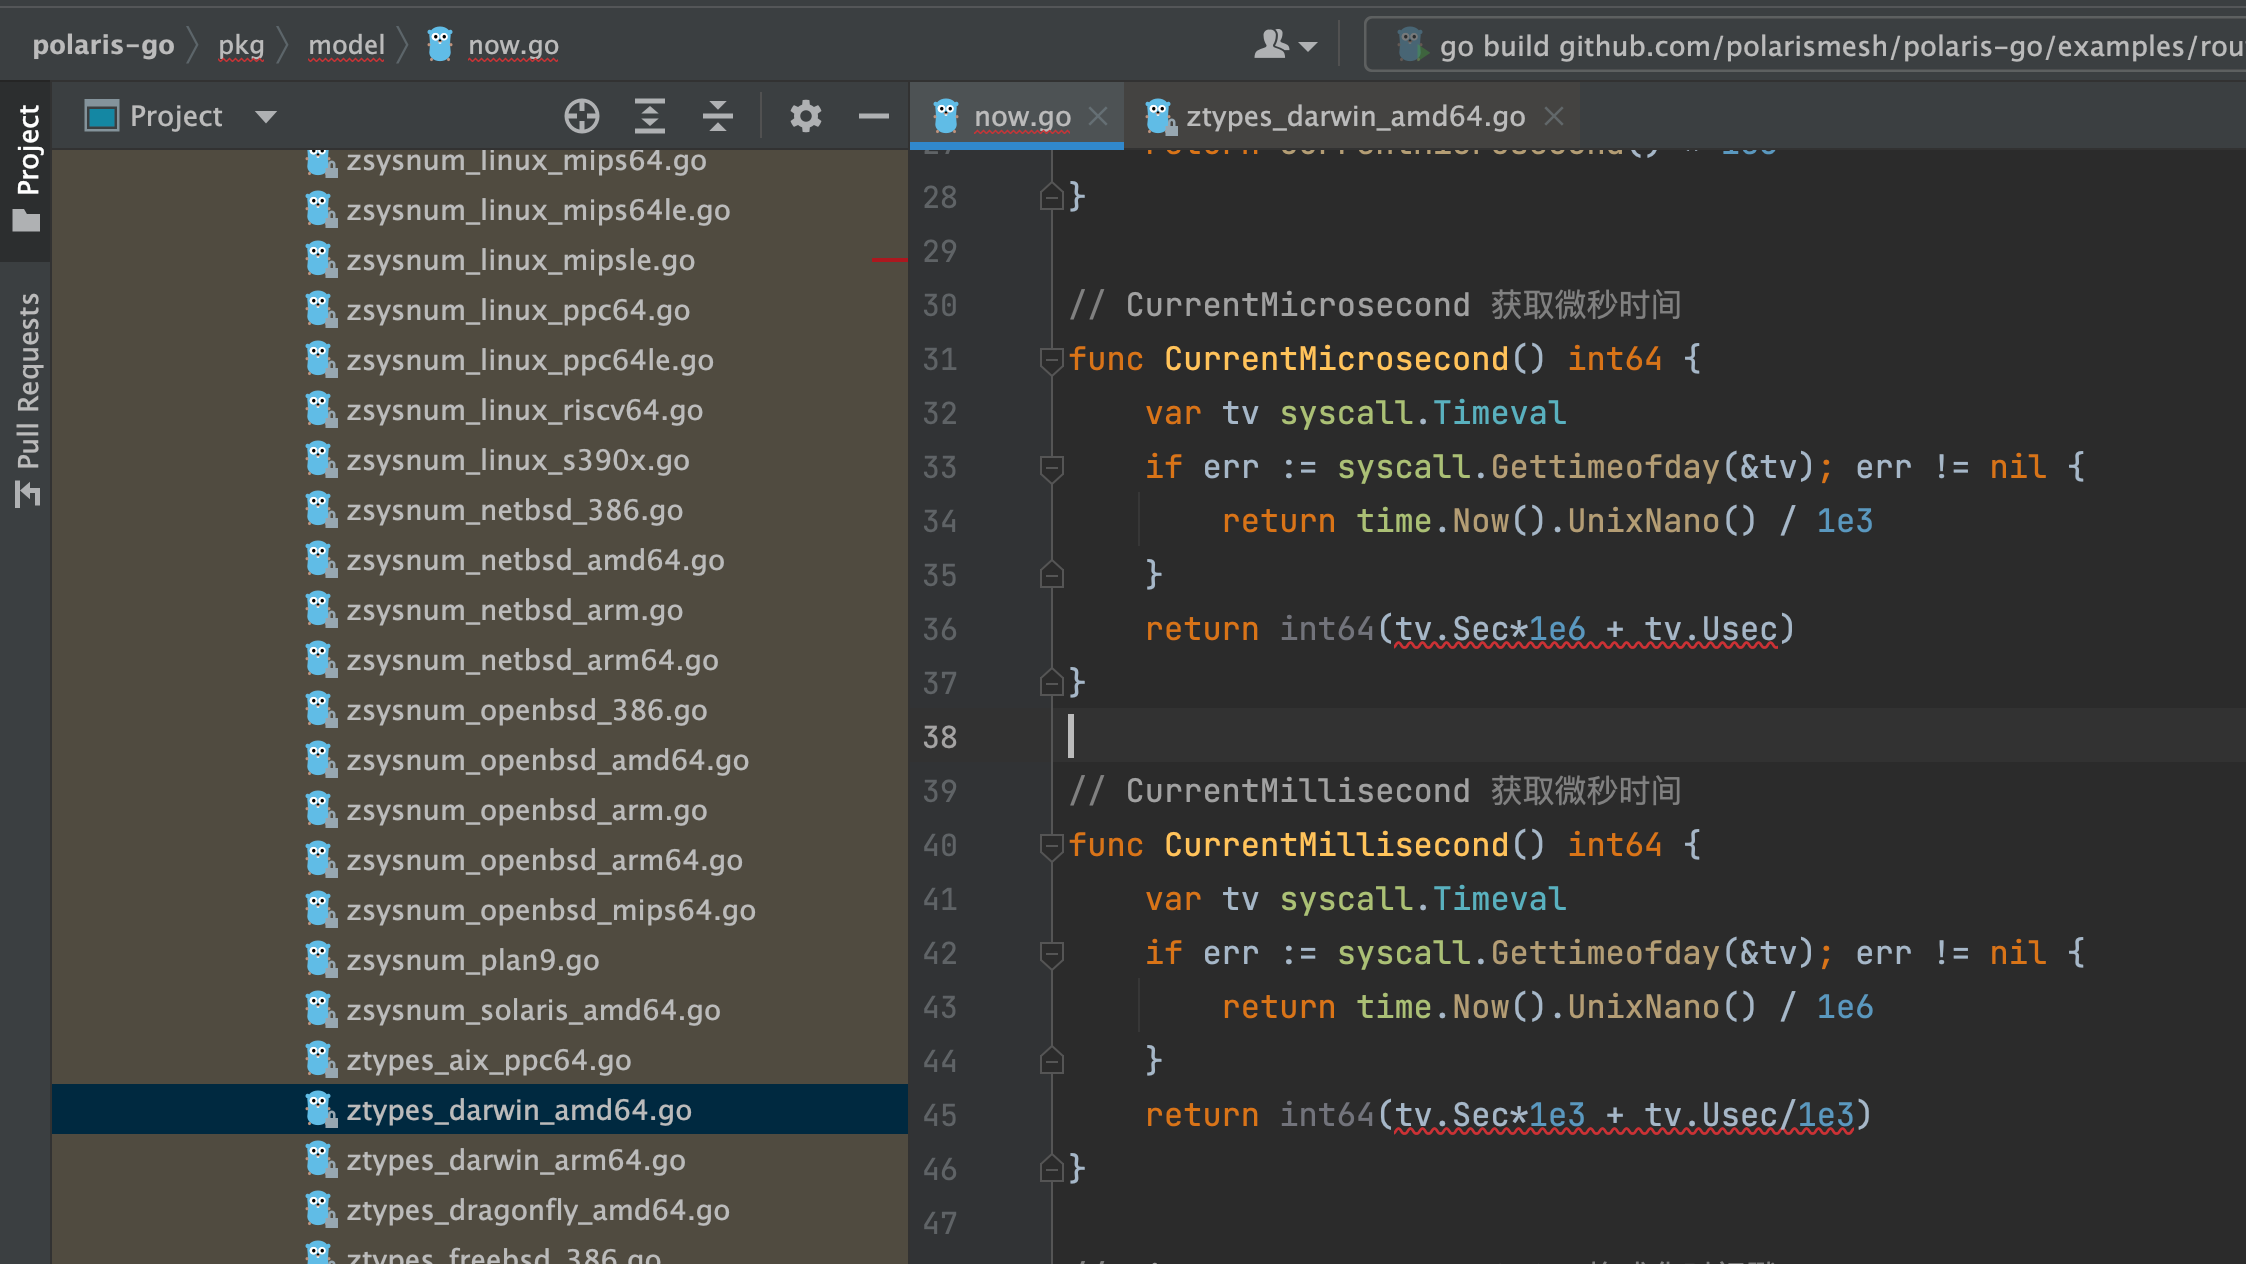 polaris-go pkg model now.go
go build github.com/polarismesh/polaris-go/examples/rou
Project
now.go
ztypes_darwin_amd64.go
Project
Pull Requests
zsysnum_linux_mips64.go
zsysnum_linux_mips64le.go
zsysnum_linux_mipsle.go
zsysnum_linux_ppc64.go
zsysnum_linux_ppc64le.go
zsysnum_linux_riscv64.go
zsysnum_linux_s390x.go
zsysnum_netbsd_386.go
zsysnum_netbsd_amd64.go
zsysnum_netbsd_arm.go
zsysnum_netbsd_arm64.go
zsysnum_openbsd_386.go
zsysnum_openbsd_amd64.go
zsysnum_openbsd_arm.go
zsysnum_openbsd_arm64.go
zsysnum_openbsd_mips64.go
zsysnum_plan9.go
zsysnum_solaris_amd64.go
ztypes_aix_ppc64.go
ztypes_darwin_amd64.go
ztypes_darwin_arm64.go
ztypes_dragonfly_amd64.go
ztypes_freebsd_386.go
28 }
29
30 // CurrentMicrosecond 获取微秒时间
31 func CurrentMicrosecond() int64 {
32 var tv syscall.Timeval
33 if err := syscall.Gettimeofday(&tv); err != nil {
34 return time.Now().UnixNano() / 1e3
35 }
36 return int64(tv.Sec*1e6 + tv.Usec)
37 }
38
39 // CurrentMillisecond 获取微秒时间
40 func CurrentMillisecond() int64 {
41 var tv syscall.Timeval
42 if err := syscall.Gettimeofday(&tv); err != nil {
43 return time.Now().UnixNano() / 1e6
44 }
45 return int64(tv.Sec*1e3 + tv.Usec/1e3)
46 }
47